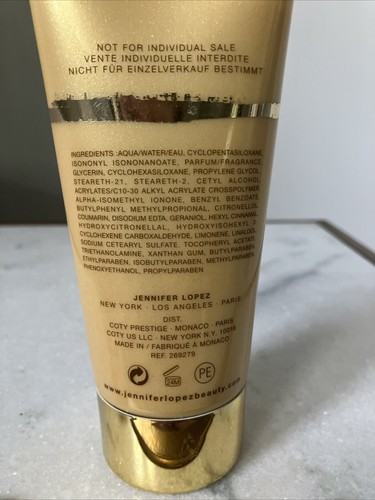 NOT FOR INDIVIDUAL SALE
VENTE INDIVIDUELLE INTERDITE
NICHT FÜR EINZELVERKAUF BESTIMMT
INGREDIENTS :AQUA/WATER/EAU, CYCLOPENTASILOXANE,
ISONONYL ISONONANOATE, PARFUM/FRAGRANCE,
GLYCERIN, CYCLOHEXASILOXANE, PROPYLENE GLYCOL,
STEARETH-21, STEARETH-2, CETYL ALCOHOL,
ACRYLATES/C10-30 ALKYL ACRYLATE CROSSPOLYMER,
ALPHA-ISOMETHYL IONONE, BENZYL BENZOATE,
BUTYLPHENYL METHYLPROPIONAL, CITRONELLOL,
COUMARIN, DISODIUM EDTA, GERANIOL, HEXYL CINNAMAL,
HYDROXYCITRONELLAL, HYDROXYISOHEXYL 3-
CYCLOHEXENE CARBOXALDEHYDE, LIMONENE, LINALOOL,
SODIUM CETEARYL SULFATE, TOCOPHERYL ACETATE,
TRIETHANOLAMINE, XANTHAN GUM, BUTYLPARABEN,
ETHYLPARABEN, ISOBUTYLPARABEN, METHYLPARABEN,
PHENOXYETHANOL, PROPYLPARABEN
JENNIFER LOPEZ
NEW YORK · LOS ANGELES · PARIS
DIST.
COTY PRESTIGE · MONACO · PARIS
COTY US LLC · NEW YORK N.Y. 10016
MADE IN / FABRIQUÉ À MONACO
REF. 269279
24M
PE
www.jenniferlopezbeauty.com